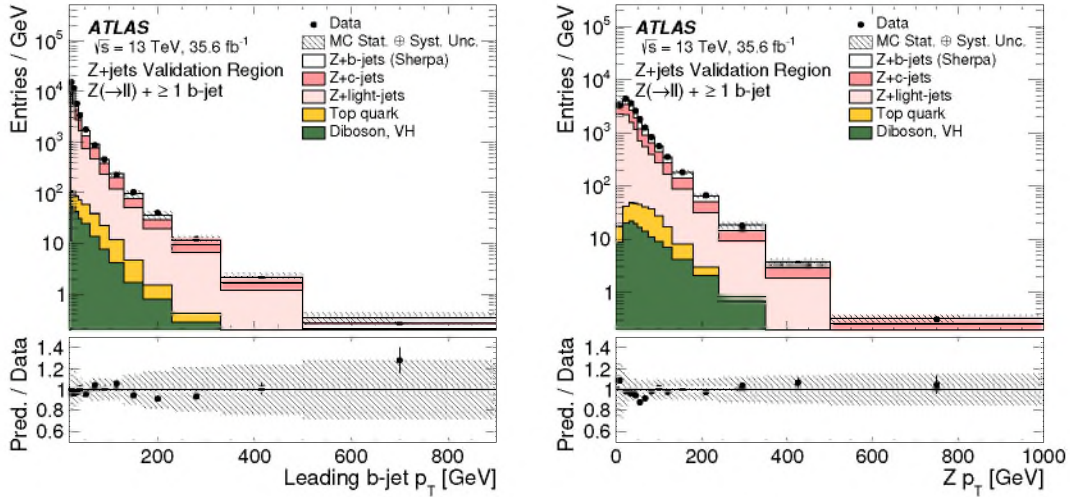 ATLAS
√s = 13 TeV, 35.6 fb⁻¹
Z+jets Validation Region
Z(→ll) + ≥ 1 b-jet
Data
MC Stat. ⊕ Syst. Unc.
Z+b-jets (Sherpa)
Z+c-jets
Z+light-jets
Top quark
Diboson, VH
Entries / GeV
10⁵
10⁴
10³
10²
10
1
Pred. / Data
1.4
1.2
1
0.8
0.6
200 400 600 800
Leading b-jet p_T [GeV]
ATLAS
√s = 13 TeV, 35.6 fb⁻¹
Z+jets Validation Region
Z(→ll) + ≥ 1 b-jet
Data
MC Stat. ⊕ Syst. Unc.
Z+b-jets (Sherpa)
Z+c-jets
Z+light-jets
Top quark
Diboson, VH
Entries / GeV
10⁵
10⁴
10³
10²
10
1
Pred. / Data
1.4
1.2
1
0.8
0.6
0 200 400 600 800 1000
Z p_T [GeV]